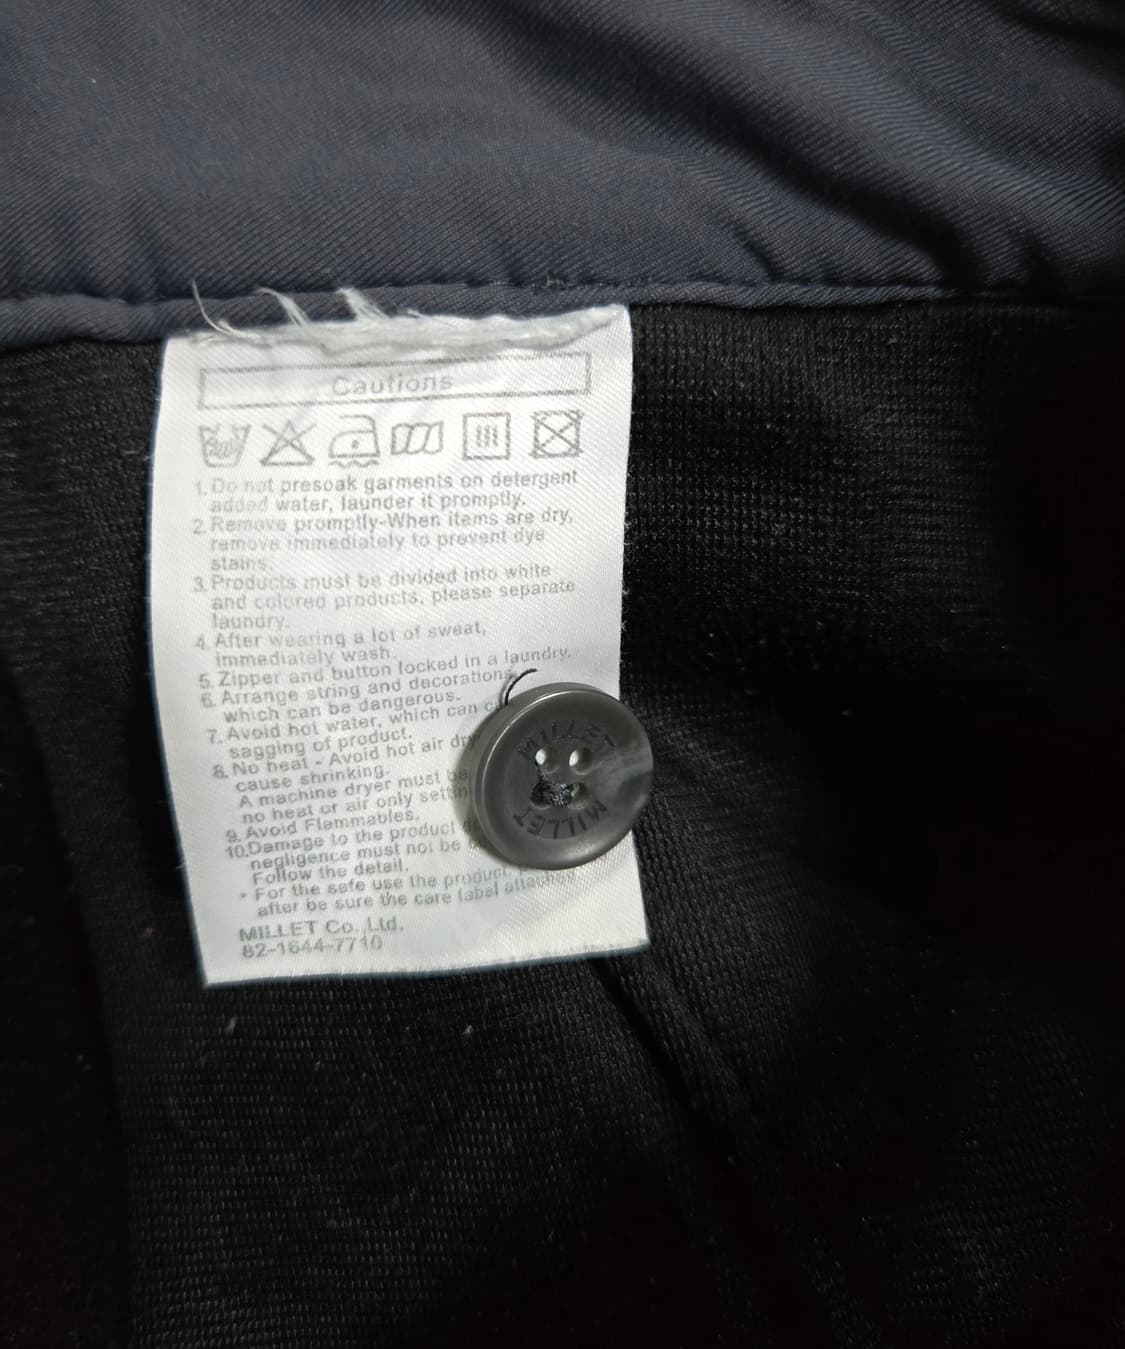 Cautions
1. Do not presoak garments on detergent
added water, launder it promptly.
2. Remove promptly-When items are dry,
remove immediately to prevent dye
stains.
3. Products must be divided into white
and colored products, please separate
laundry.
4. After wearing a lot of sweat,
immediately wash.
5. Zipper and button locked in a laundry.
6. Arrange string and decorations
which can be dangerous.
7. Avoid hot water, which can
sagging of product.
8. No heat - Avoid hot air
cause shrinking.
A machine dryer must be
no heat or air only
9. Avoid Flammables.
10. Damage to the product
negligence must not be
Follow the detail.
• For the safe use the product
after be sure the care label attached
MILLET Co., Ltd.
82-1644-7710
MILLET
MILLET